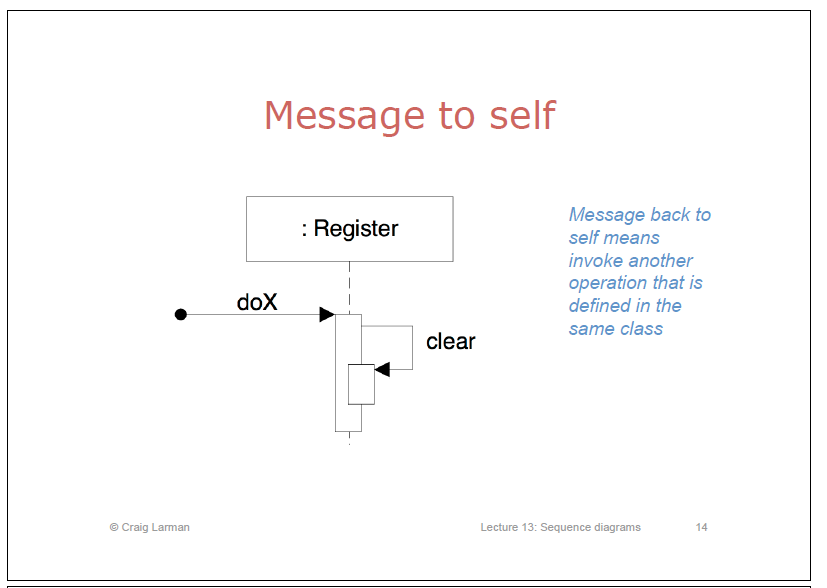 Message to self
: Register
Message back to
self means
invoke another
operation that is
defined in the
same class
doX
clear
© Craig Larman
Lecture 13: Sequence diagrams
14